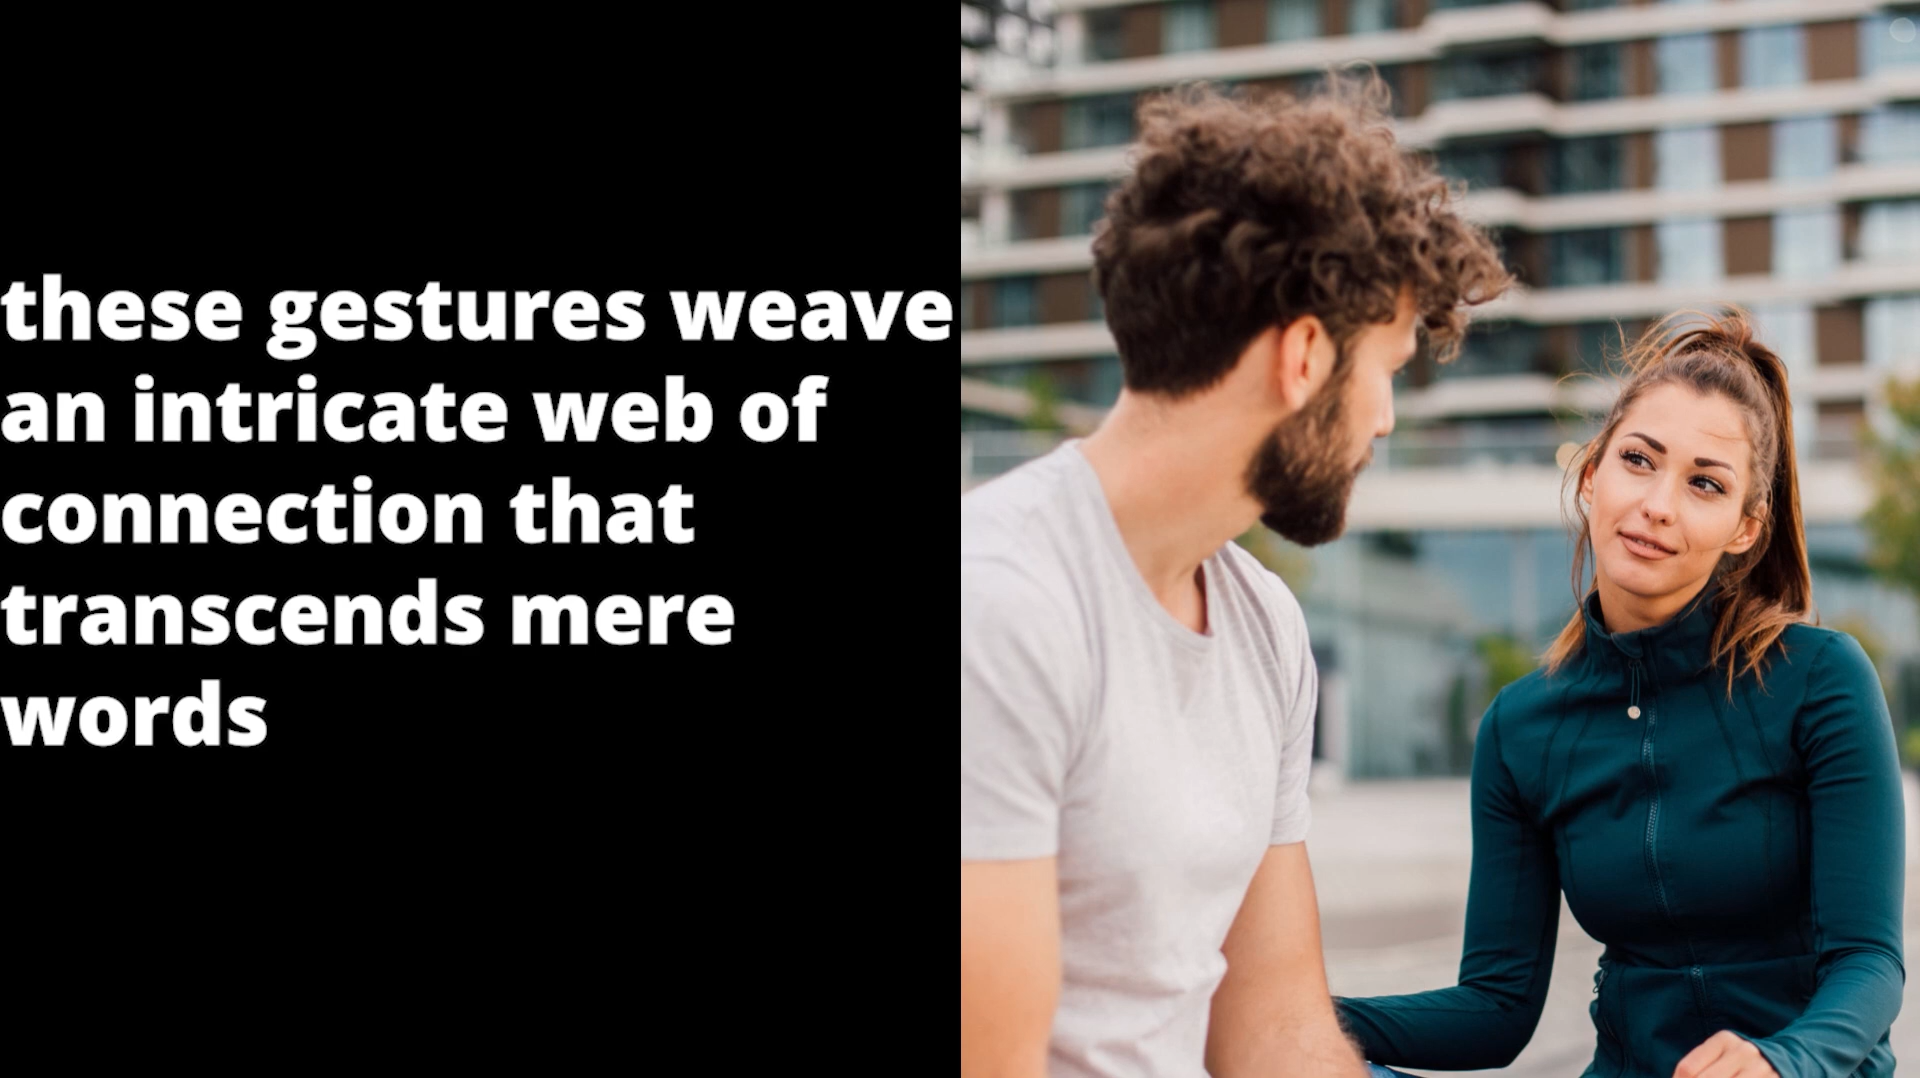 these gestures weave
an intricate web of
connection that
transcends mere
words